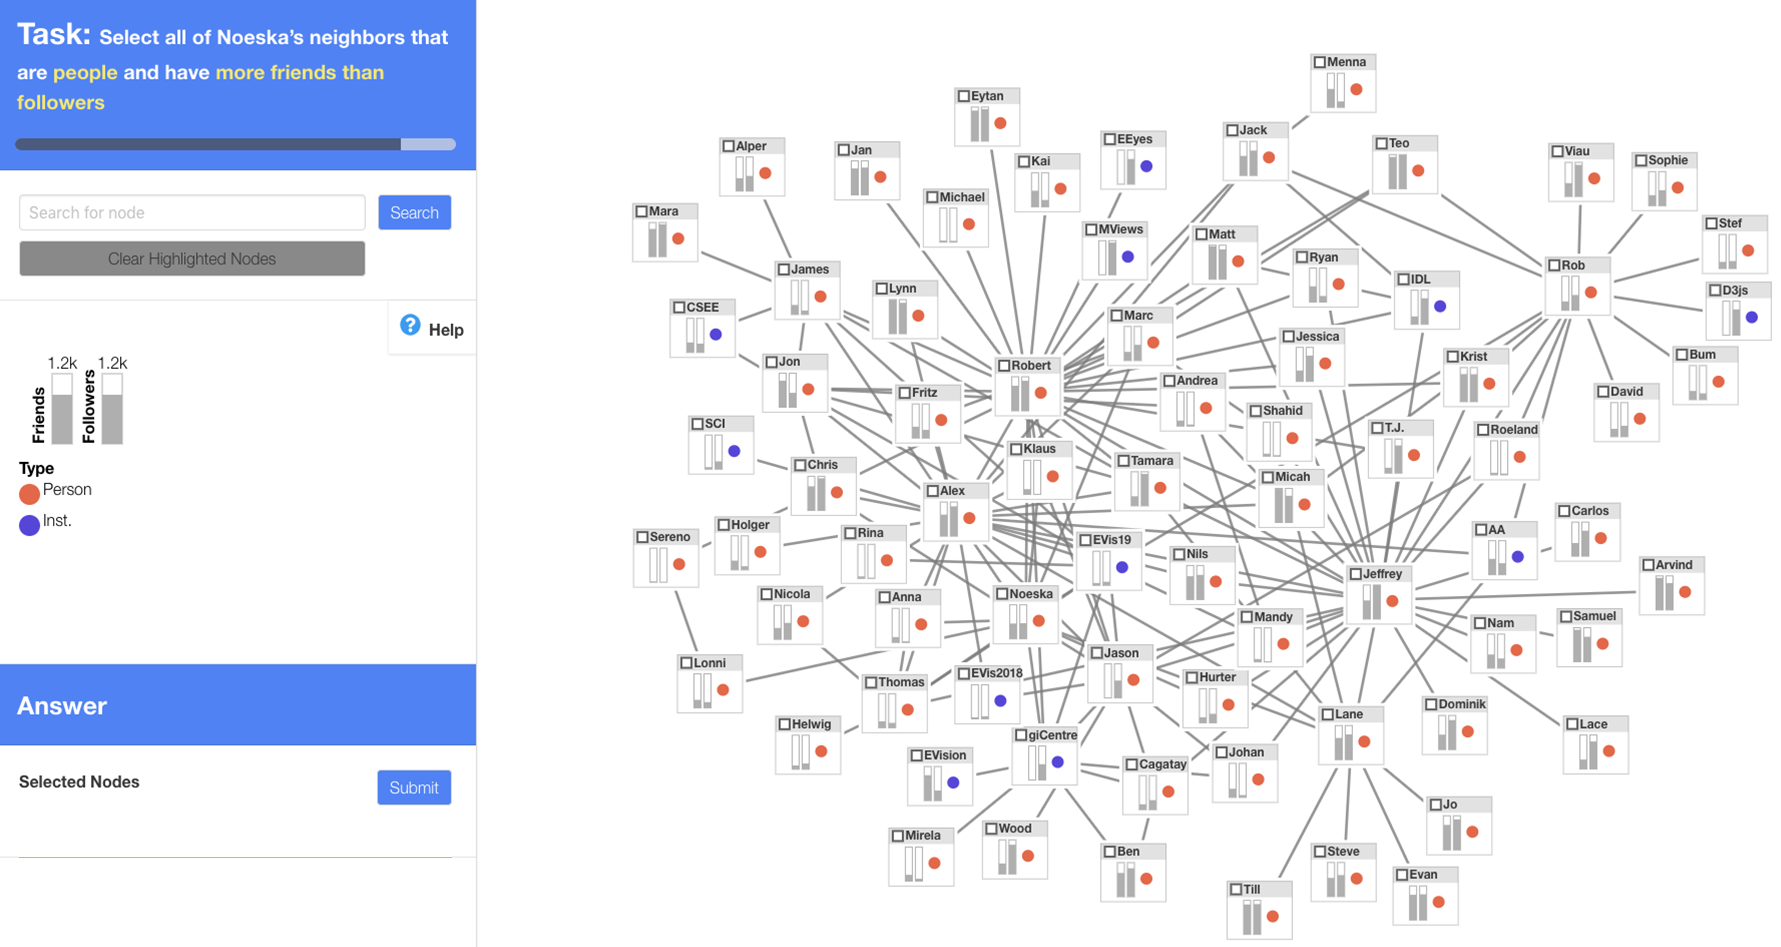 Task: Select all of Noeska's neighbors that
are people and have more friends than
followers
Search for node
Search
Clear Highlighted Nodes
Help
1.2k
1.2k
Friends
Followers
Type
Person
Inst.
Answer
Selected Nodes
Submit
Menna
Eytan
Jack
EEyes
Teo
Alper
Jan
Viau
Kai
Sophie
Michael
Mara
Stef
MViews
Matt
Ryan
Rob
James
IDL
Lynn
D3js
CSEE
Marc
Jessica
Krist
Bum
Jon
Robert
Andrea
Fritz
David
Shahid
SCI
T.J.
Roeland
Klaus
Chris
Tamara
Micah
Alex
Carlos
Holger
AA
Sereno
Rina
EVis19
Nils
Arvind
Jeffrey
Nicola
Anna
Noeska
Mandy
Samuel
Nam
Jason
Lonni
EVis2018
Hurter
Thomas
Dominik
Lane
Helwig
Lace
giCentre
EVision
Johan
Cagatay
Jo
Wood
Mirela
Ben
Steve
Evan
Till